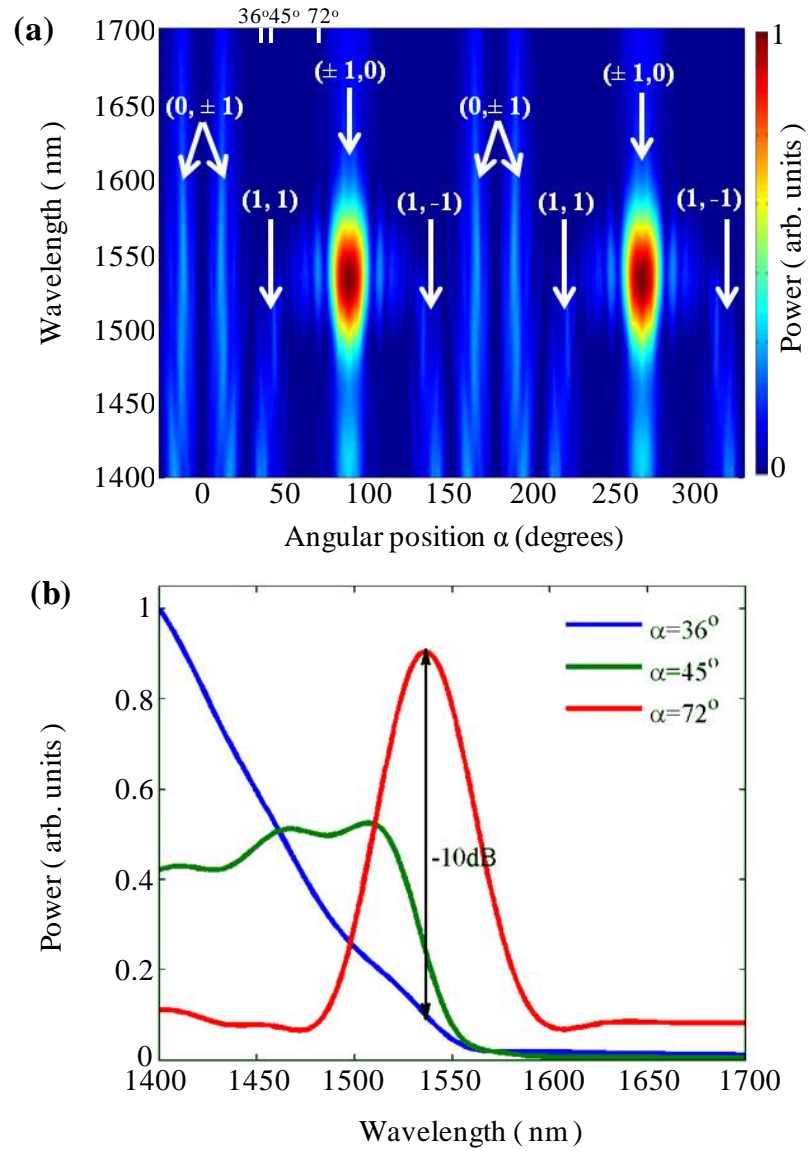 (a)
36° 45° 72°
1700
1650
1600
1550
1500
1450
1400
Wavelength ( nm )
(0, ± 1)
(± 1,0)
(0,± 1)
(± 1,0)
(1, 1)
(1, -1)
(1, 1)
(1, -1)
1
0
Power ( arb. units )
0 50 100 140 200 250 300
Angular position α (degrees)
(b)
1
0.8
0.6
0.4
0.2
0
Power ( arb. units )
α=36°
α=45°
α=72°
-10dB
1400 1450 1500 1550 1600 1650 1700
Wavelength ( nm )